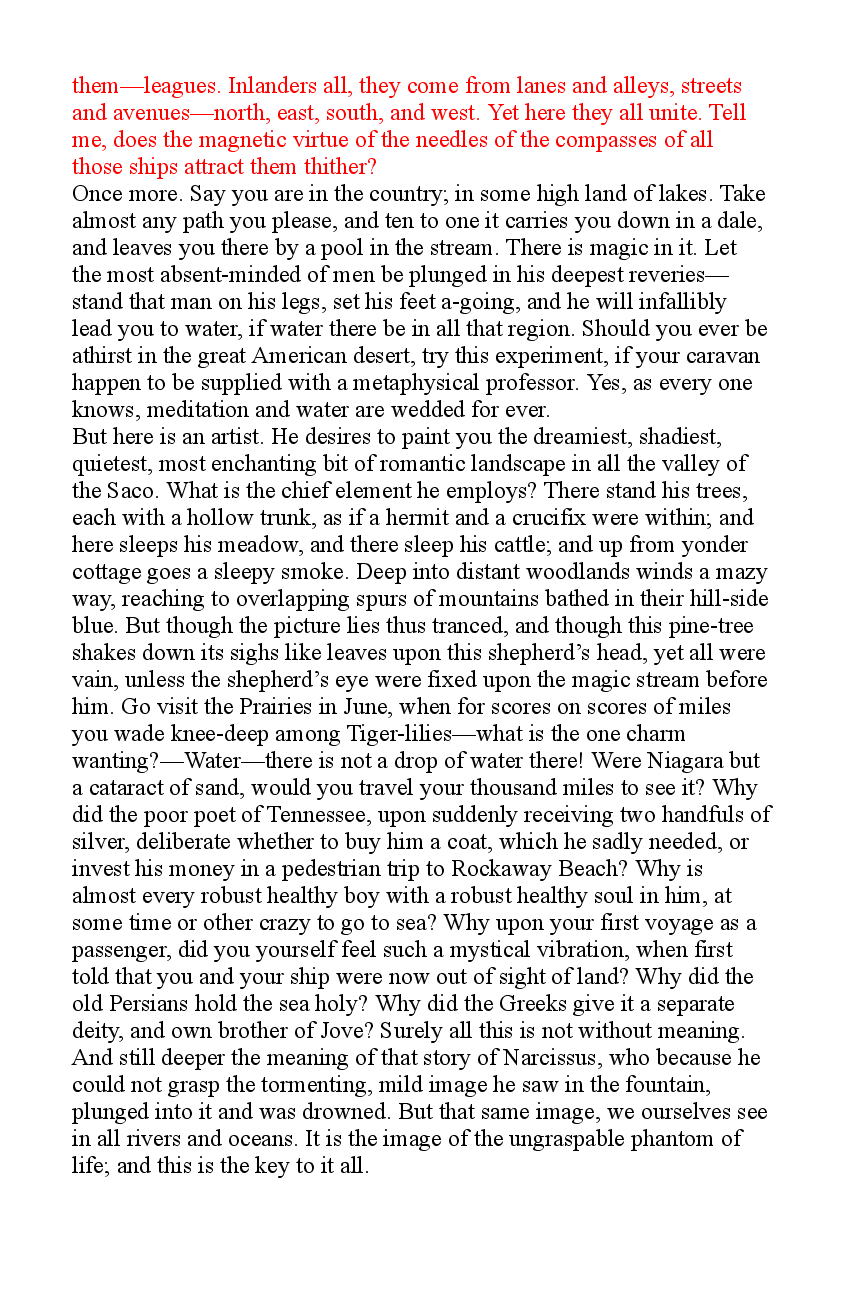 them—leagues. Inlanders all, they come from lanes and alleys, streets
and avenues—north, east, south, and west. Yet here they all unite. Tell
me, does the magnetic virtue of the needles of the compasses of all
those ships attract them thither?
Once more. Say you are in the country; in some high land of lakes. Take
almost any path you please, and ten to one it carries you down in a dale,
and leaves you there by a pool in the stream. There is magic in it. Let
the most absent-minded of men be plunged in his deepest reveries—
stand that man on his legs, set his feet a-going, and he will infallibly
lead you to water, if water there be in all that region. Should you ever be
athirst in the great American desert, try this experiment, if your caravan
happen to be supplied with a metaphysical professor. Yes, as every one
knows, meditation and water are wedded for ever.
But here is an artist. He desires to paint you the dreamiest, shadiest,
quietest, most enchanting bit of romantic landscape in all the valley of
the Saco. What is the chief element he employs? There stand his trees,
each with a hollow trunk, as if a hermit and a crucifix were within; and
here sleeps his meadow, and there sleep his cattle; and up from yonder
cottage goes a sleepy smoke. Deep into distant woodlands winds a mazy
way, reaching to overlapping spurs of mountains bathed in their hill-side
blue. But though the picture lies thus tranced, and though this pine-tree
shakes down its sighs like leaves upon this shepherd’s head, yet all were
vain, unless the shepherd’s eye were fixed upon the magic stream before
him. Go visit the Prairies in June, when for scores on scores of miles
you wade knee-deep among Tiger-lilies—what is the one charm
wanting?—Water—there is not a drop of water there! Were Niagara but
a cataract of sand, would you travel your thousand miles to see it? Why
did the poor poet of Tennessee, upon suddenly receiving two handfuls of
silver, deliberate whether to buy him a coat, which he sadly needed, or
invest his money in a pedestrian trip to Rockaway Beach? Why is
almost every robust healthy boy with a robust healthy soul in him, at
some time or other crazy to go to sea? Why upon your first voyage as a
passenger, did you yourself feel such a mystical vibration, when first
told that you and your ship were now out of sight of land? Why did the
old Persians hold the sea holy? Why did the Greeks give it a separate
deity, and own brother of Jove? Surely all this is not without meaning.
And still deeper the meaning of that story of Narcissus, who because he
could not grasp the tormenting, mild image he saw in the fountain,
plunged into it and was drowned. But that same image, we ourselves see
in all rivers and oceans. It is the image of the ungraspable phantom of
life; and this is the key to it all.